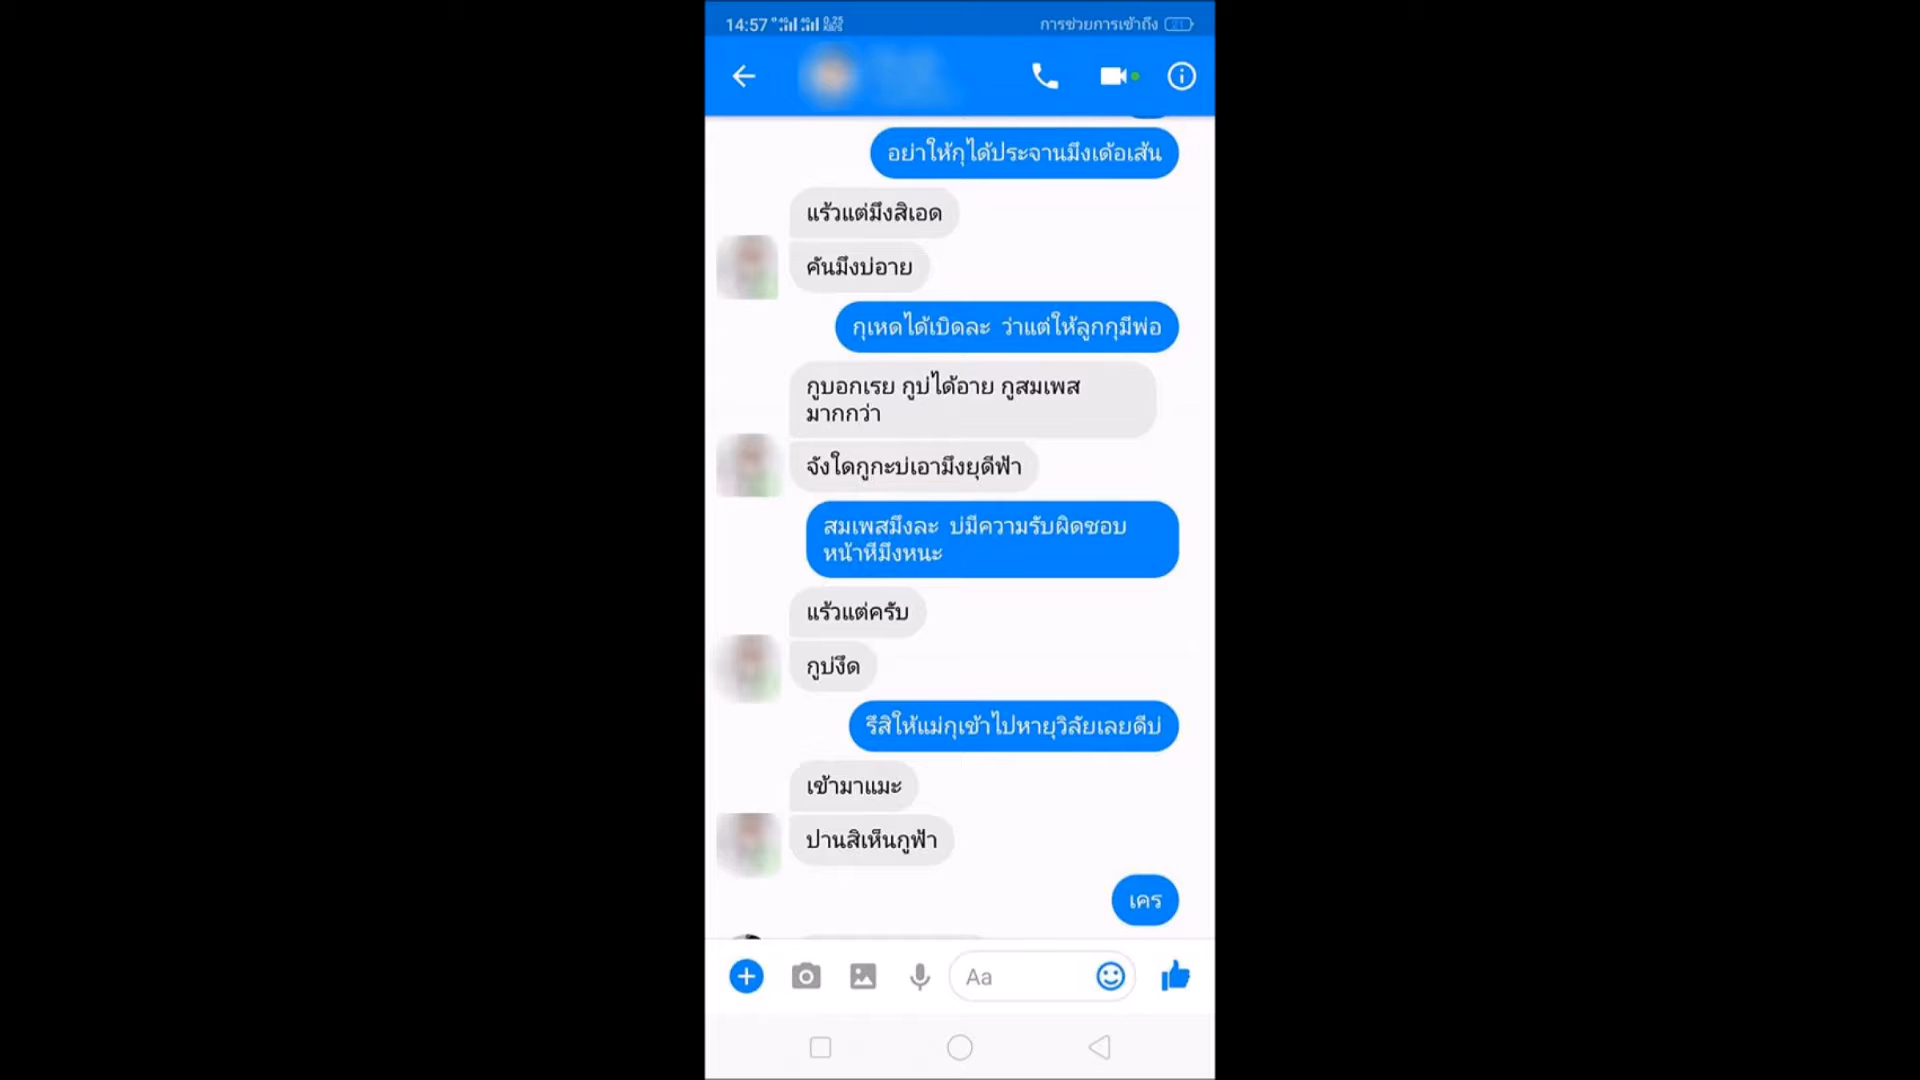 14:57
0.25
การช่วยการเข้าถึง 21
อย่าให้กุได้ประจานมึงเด้อเส้น
แร้วแต่มึงสิเอด
คันมึงบ่อาย
กุเหดได้เบิดละ ว่าแต่ให้ลูกกุมีพ่อ
กูบอกเรย กูบ่ได้อาย กูสมเพส
มากกว่า
จังใดกูกะบ่เอามึงยุดีฟ้า
สมเพสมึงละ บ่มีความรับผิดชอบ
หน้าหีมึงหนะ
แร้วแต่ครับ
กูบ่งึด
รึสิให้แม่กุเข้าไปหายุวิลัยเลยดีบ่
เข้ามาแมะ
ปานสิเห็นกูฟ้า
เคร
Aa